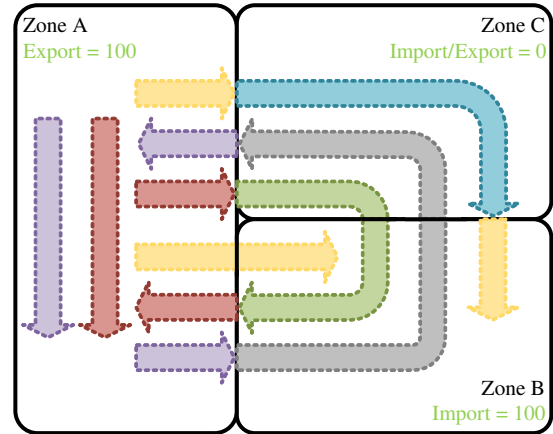 Zone A
Export = 100
Zone C
Import/Export = 0
Zone B
Import = 100